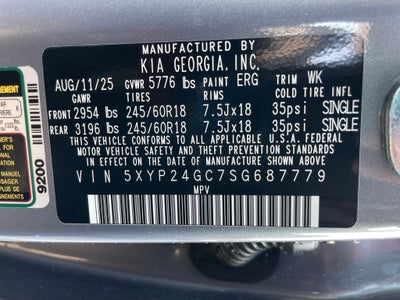 MANUFACTURED BY
KIA GEORGIA, INC.
AUG/11/25 GVWR 5776 lbs PAINT ERG TRIM WK
GAWR TIRES RIMS COLD TIRE INFL.
FRONT 2954 lbs 245/60R18 7.5Jx18 35psi SINGLE
REAR 3196 lbs 245/60R18 7.5Jx18 35psi SINGLE
THIS VEHICLE CONFORMS TO ALL APPLICABLE U.S.A. FEDERAL
MOTOR VEHICLE SAFETY STANDARDS IN EFFECT
ON THE DATE OF MANUFACTURE SHOWN ABOVE
VIN 5XYP24GC7SG687779
MPV
9200